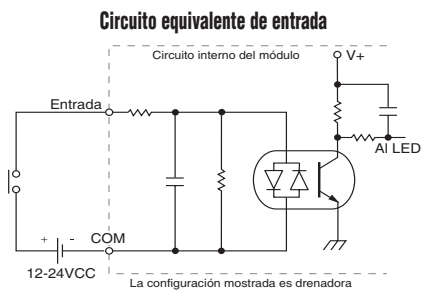 Circuito equivalente de entrada
Circuito interno del módulo
V+
Entrada
Al LED
+ -
COM
12-24VCC
La configuración mostrada es drenadora